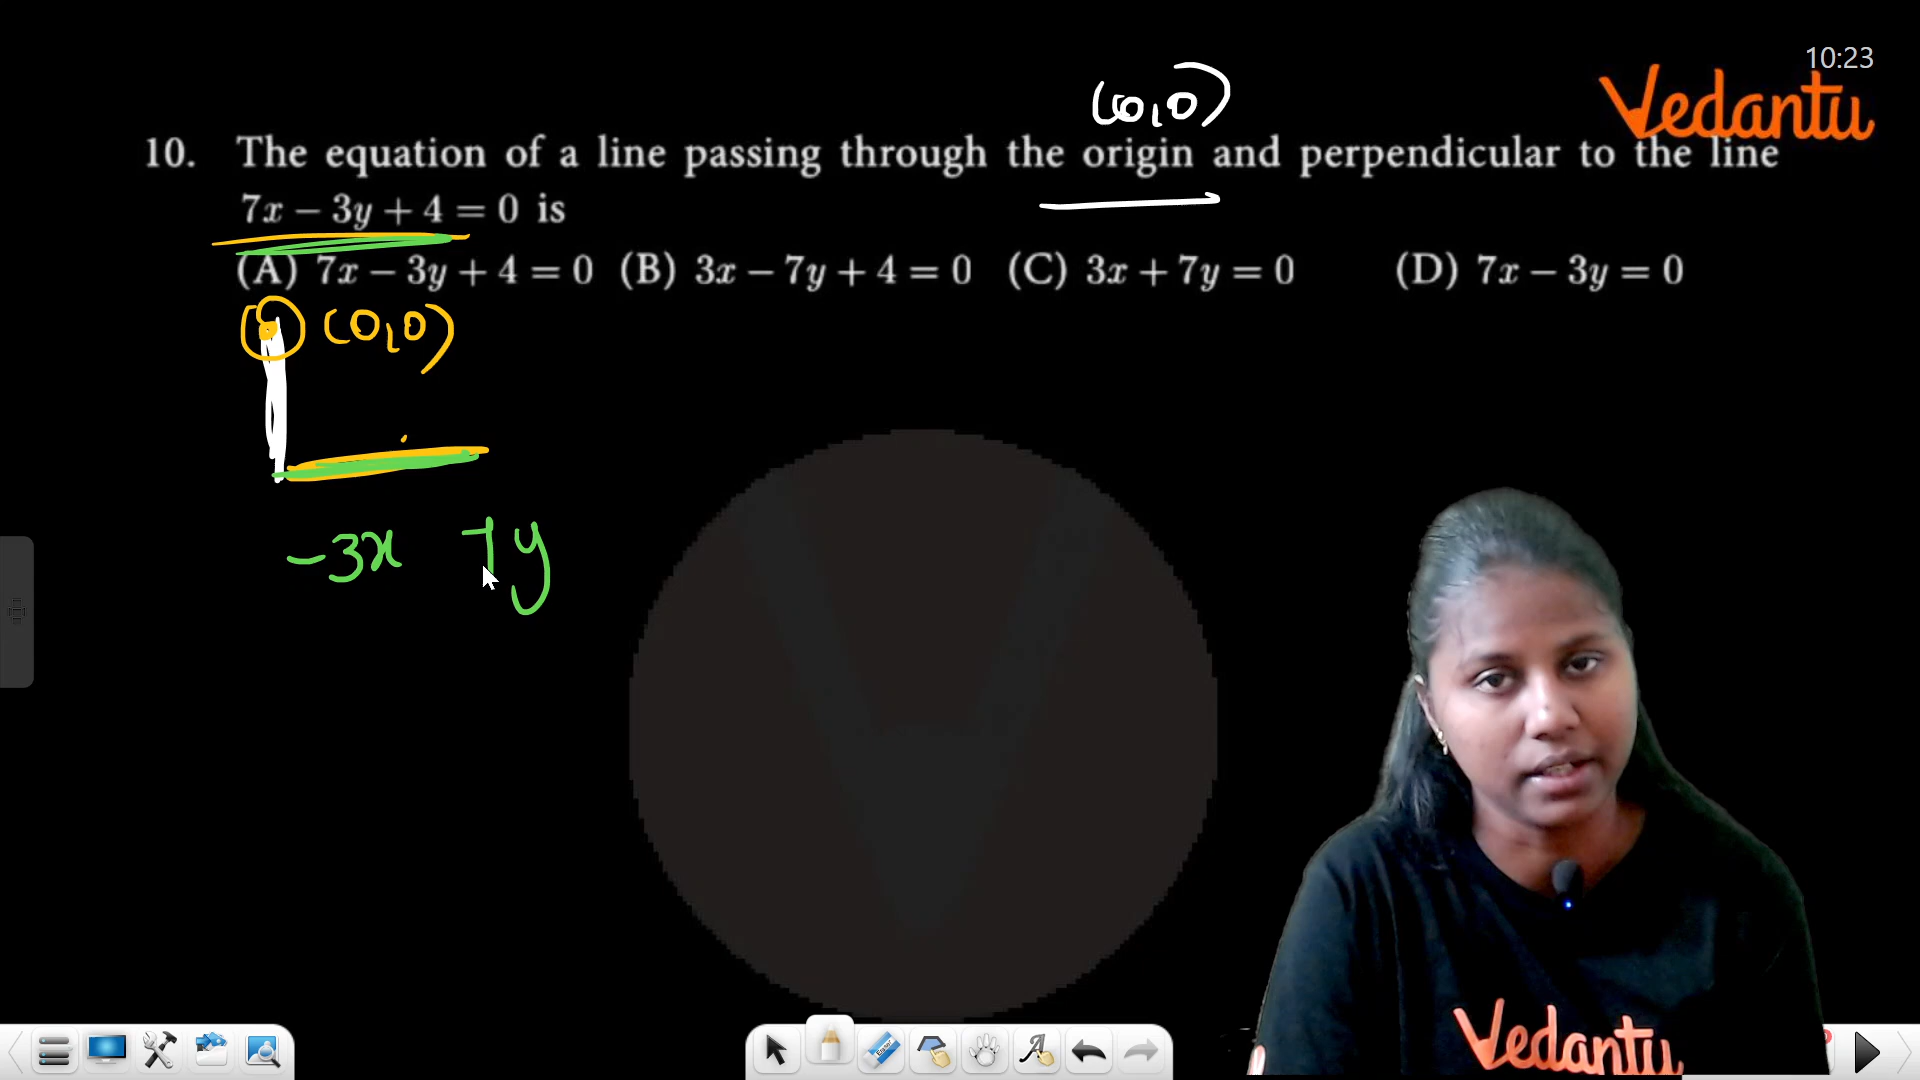 10:23
Vedantu
(0,0)
10. The equation of a line passing through the origin and perpendicular to the line
7x − 3y + 4 = 0 is
(A) 7x − 3y + 4 = 0 (B) 3x − 7y + 4 = 0 (C) 3x + 7y = 0 (D) 7x − 3y = 0
(0,0)
-3x 7y
Vedantu